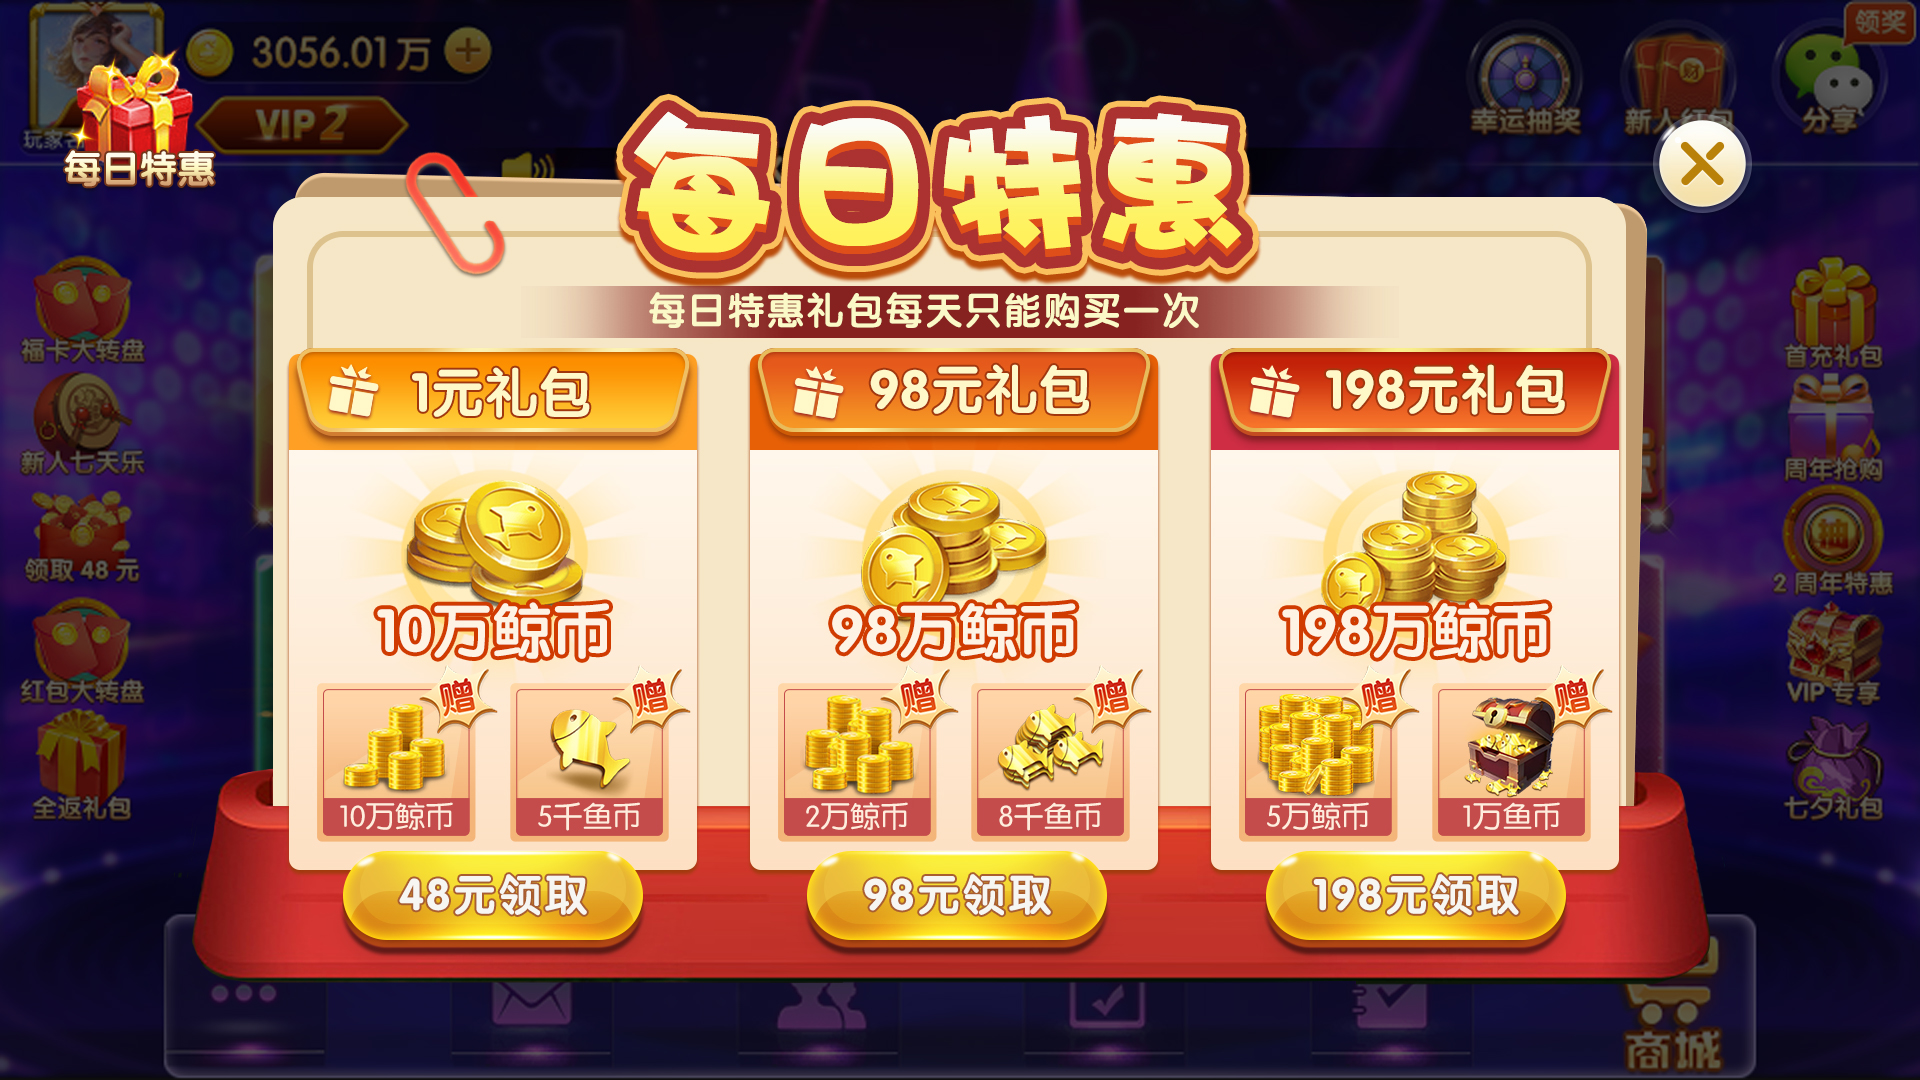 3056.01万
领奖
VIP 2
玩家
每日特惠
幸运抽奖
新人红包
分享
每日特惠
每日特惠礼包每天只能购买一次
1元礼包
98元礼包
198元礼包
10万鲸币
98万鲸币
198万鲸币
赠
赠
赠
赠
赠
赠
10万鲸币
5千鱼币
2万鲸币
8千鱼币
5万鲸币
1万鱼币
48元领取
98元领取
198元领取
福卡大转盘
新人七天乐
领取 48 元
红包大转盘
全返礼包
首充礼包
周年抢购
抽
2 周年特惠
VIP 专享
七夕礼包
商城